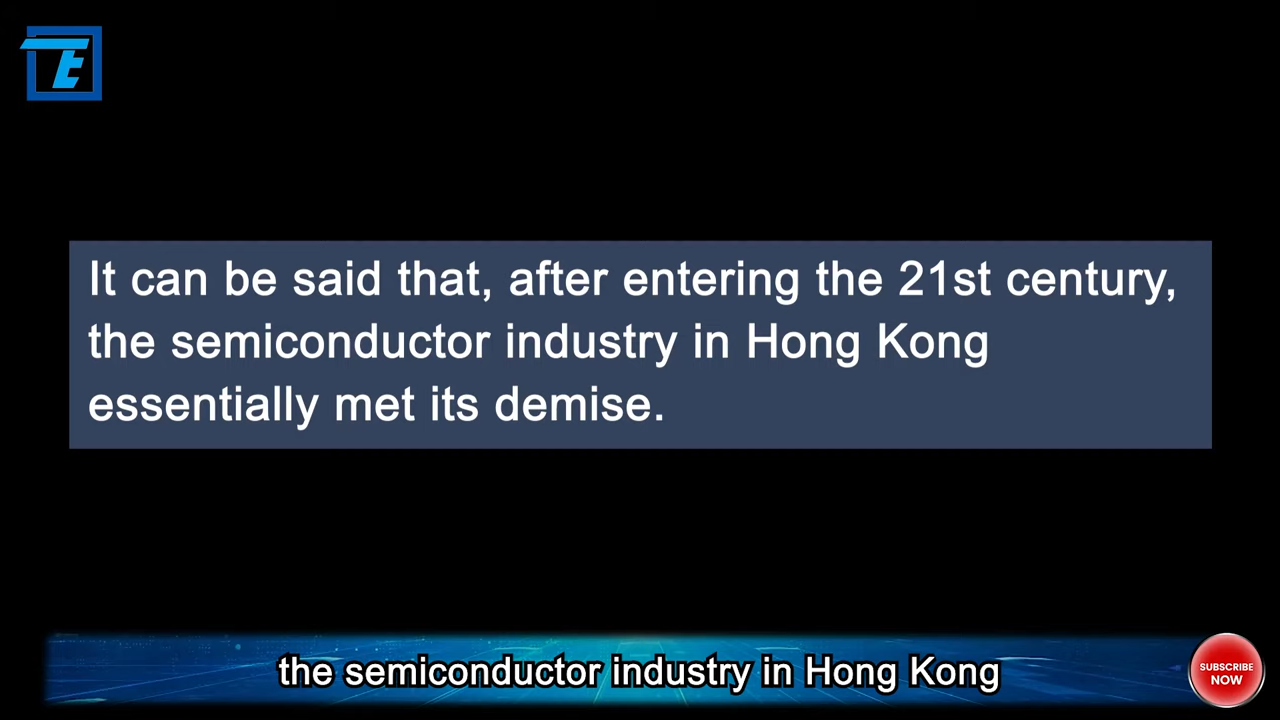 TE
It can be said that, after entering the 21st century,
the semiconductor industry in Hong Kong
essentially met its demise.
the semiconductor industry in Hong Kong
SUBSCRIBE
NOW